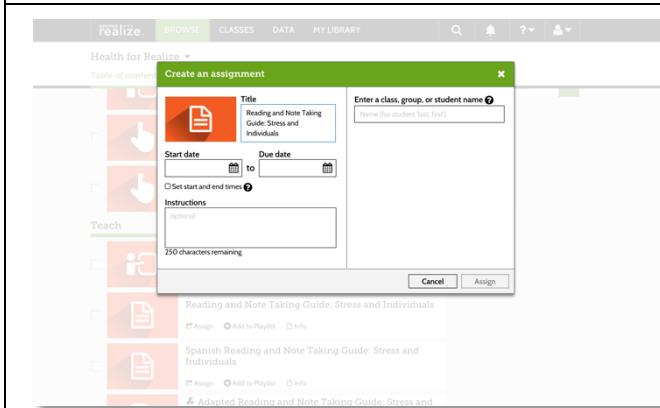 realize.
BROWSE CLASSES DATA MY LIBRARY
Health for Realize
Table of content
Create an assignment
Title
Reading and Note Taking
Guide: Stress and
Individuals
Enter a class, group, or student name ?
Name (for student 'last, first').
Start date Due date
to
Set start and end times ?
Instructions
optional
250 characters remaining
Cancel Assign
Teach
Reading and Note Taking Guide: Stress and Individuals
Assign Add to Playlist Info
Spanish Reading and Note Taking Guide: Stress and
Individuals
Assign Add to Playlist Info
Adapted Reading and Note Taking Guide: Stress and